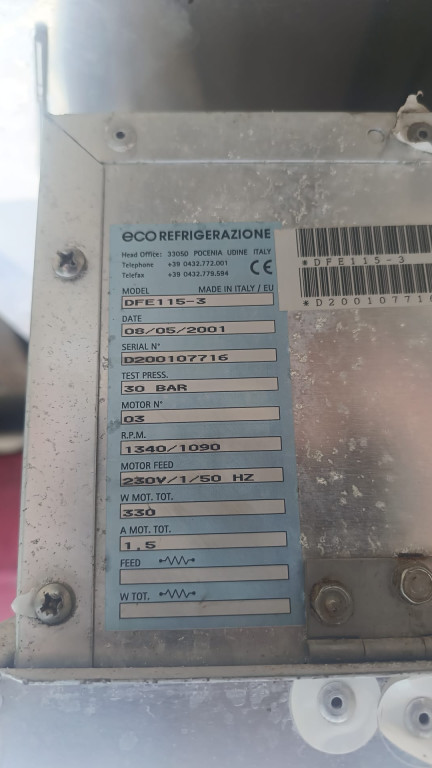 eco REFRIGERAZIONE
Head Office: 33050 POCENIA UDINE ITALY
Telephone +39 0432.772.001
Telefax +39 0432.779.594
CE
MODEL MADE IN ITALY / EU
DFE115-3
DATE
08/05/2001
SERIAL N°
D200107716
TEST PRESS.
30 BAR
MOTOR N°
03
R.P.M.
1340/1090
MOTOR FEED
230V/1/50 HZ
W MOT. TOT.
330
A MOT. TOT.
1,5
FEED
W TOT.
*DFE115-3
*D20010771